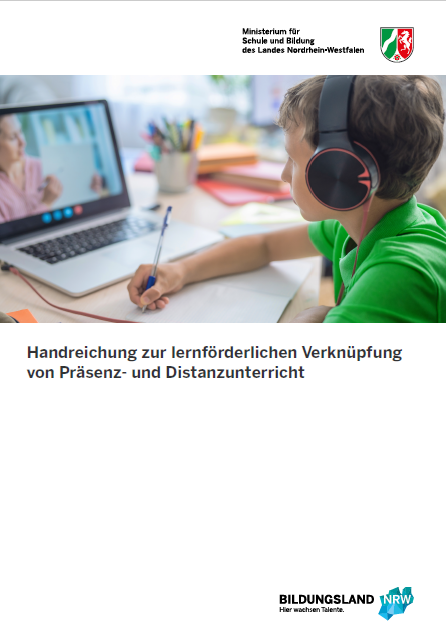 Ministerium für
Schule und Bildung
des Landes Nordrhein-Westfalen
Handreichung zur lernförderlichen Verknüpfung
von Präsenz- und Distanzunterricht
BILDUNGSLAND NRW
Hier wachsen Talente.